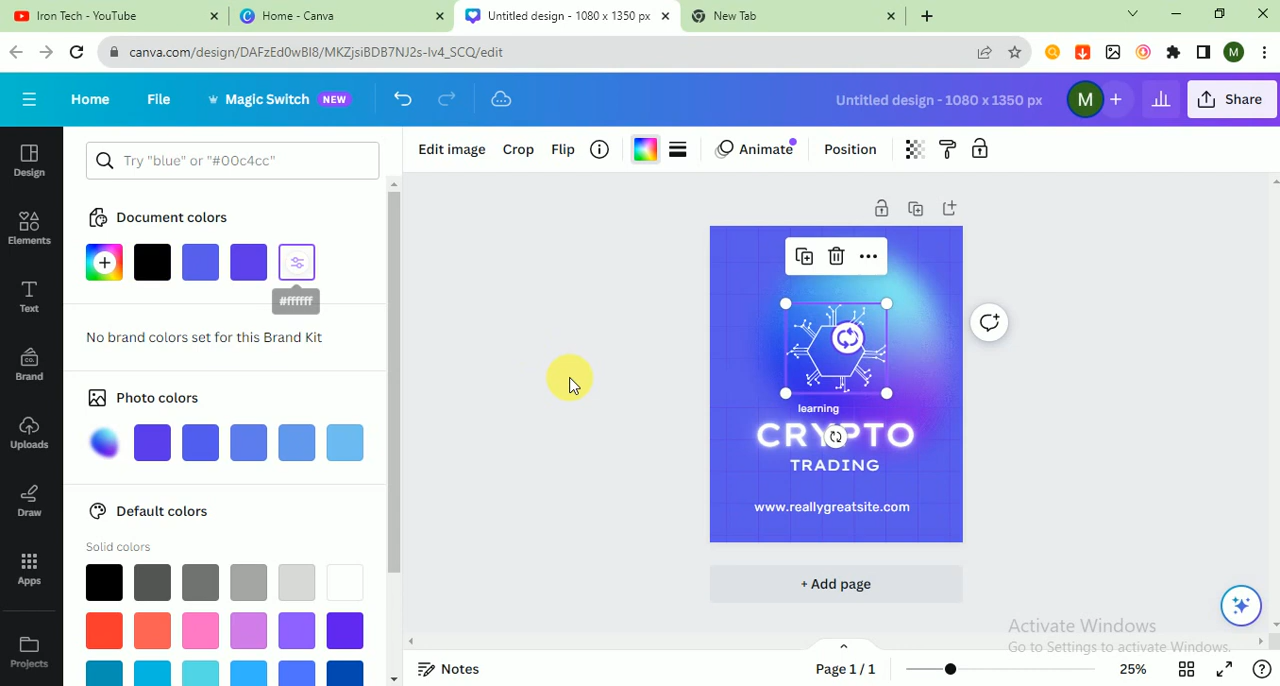 Iron Tech - YouTube
Home - Canva
Untitled design - 1080 x 1350 px
New Tab
canva.com/design/DAFzEd0wBI8/MKZjsiBDB7NJ2s-lv4_SCQ/edit
M
Home
File
Magic Switch
NEW
Untitled design - 1080 x 1350 px
M
Share
Try "blue" or "#00c4cc"
Edit image
Crop
Flip
Animate
Position
Design
Document colors
Elements
#ffffff
Text
No brand colors set for this Brand Kit
Brand
Photo colors
learning
CRYPTO
TRADING
Uploads
Draw
Default colors
www.reallygreatsite.com
Solid colors
Apps
+ Add page
Activate Windows
Go to Settings to activate Windows.
Projects
Notes
Page 1 / 1
25%